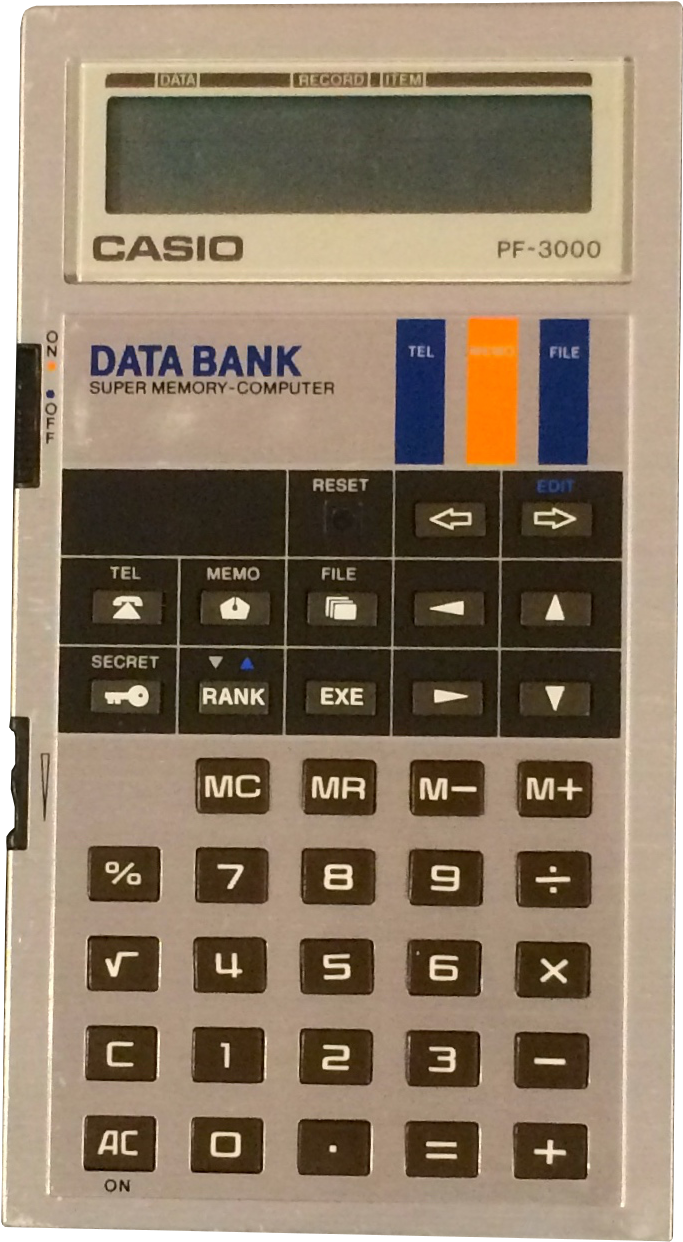 DATA RECORD ITEM
CASIO PF-3000
ON
OFF
DATA BANK
SUPER MEMORY-COMPUTER
TEL MEMO FILE
RESET EDIT
TEL MEMO FILE
SECRET
RANK EXE
MC MR M− M+
% 7 8 9 ÷
√ 4 5 6 ×
C 1 2 3 −
AC 0 . = +
ON